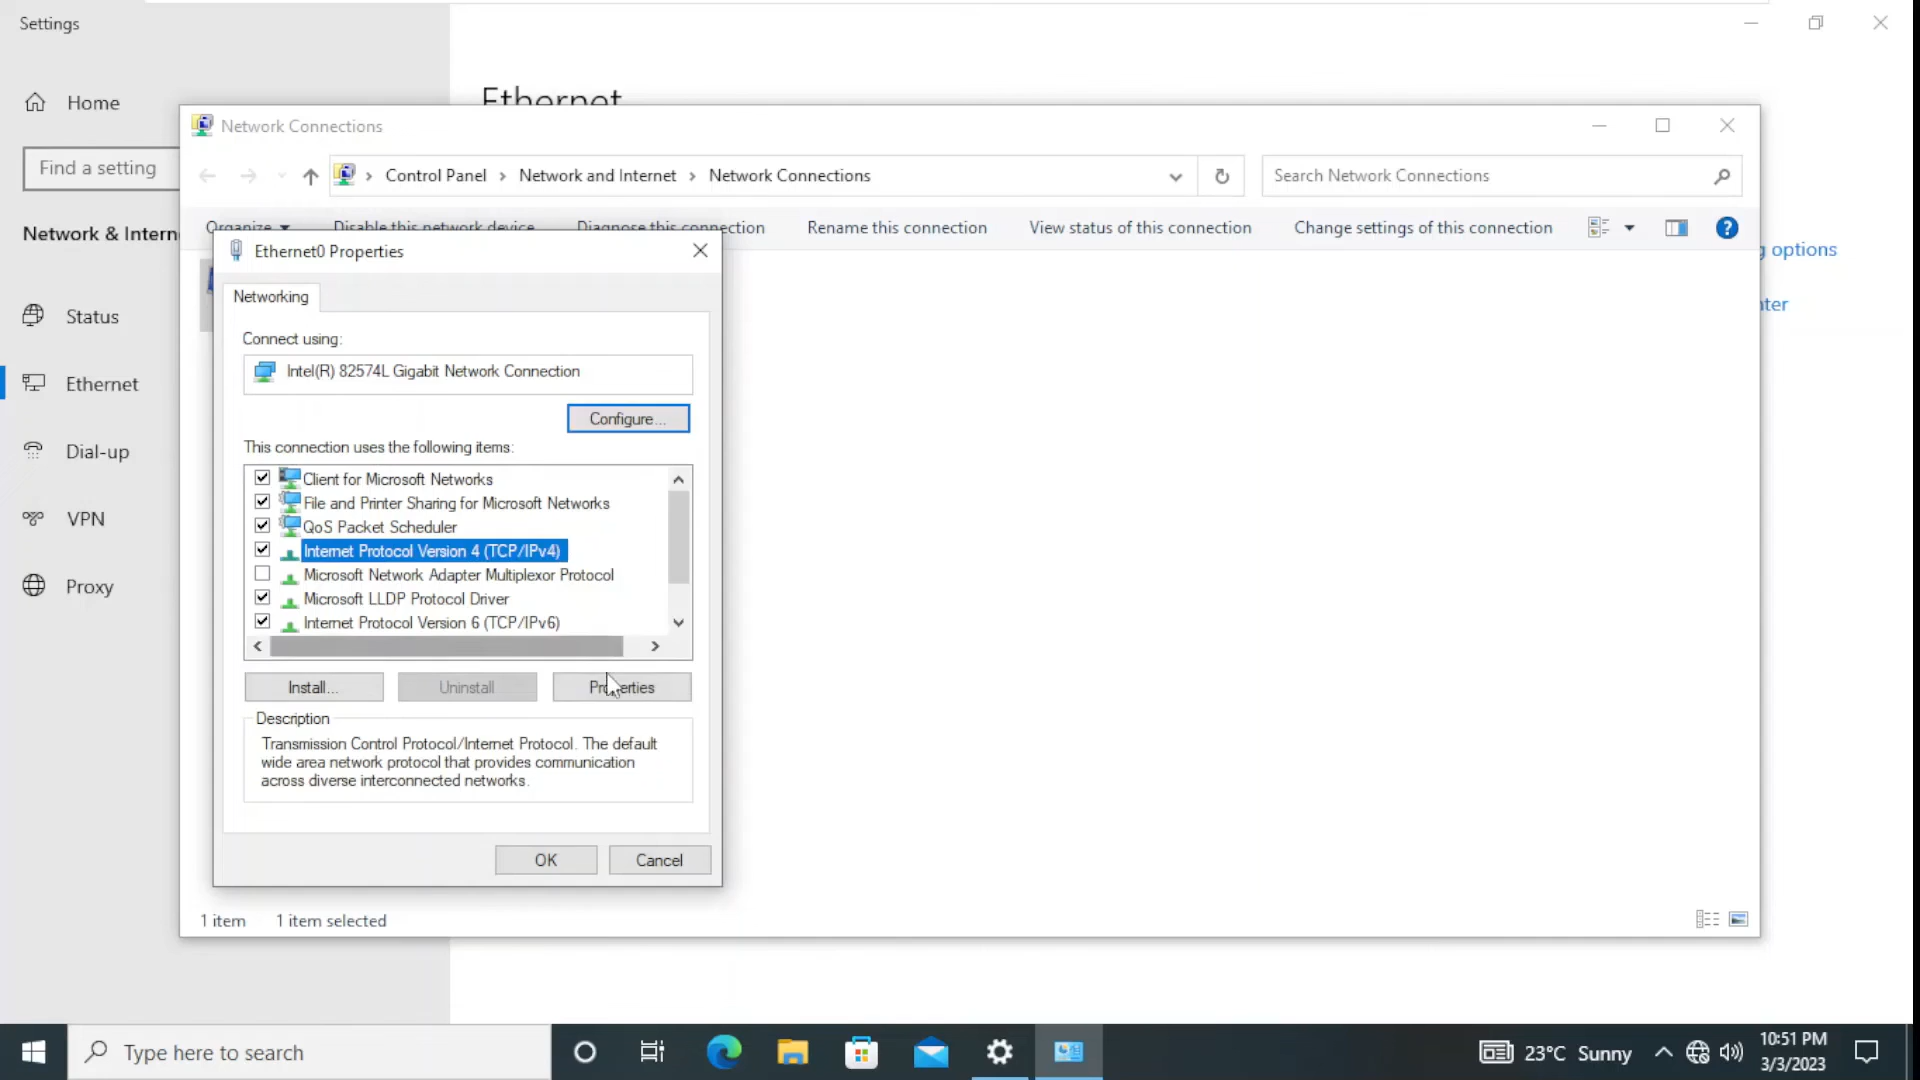 Settings
Home
Find a setting
Network & Intern
Status
Ethernet
Dial-up
VPN
Proxy
Ethernet
Network Connections
Control Panel > Network and Internet > Network Connections
Search Network Connections
Organize Disable this network device Diagnose this connection Rename this connection View status of this connection Change settings of this connection
Ethernet0 Properties
Networking
Connect using:
Intel(R) 82574L Gigabit Network Connection
Configure...
This connection uses the following items:
Client for Microsoft Networks
File and Printer Sharing for Microsoft Networks
QoS Packet Scheduler
Internet Protocol Version 4 (TCP/IPv4)
Microsoft Network Adapter Multiplexor Protocol
Microsoft LLDP Protocol Driver
Internet Protocol Version 6 (TCP/IPv6)
Install... Uninstall Properties
Description
Transmission Control Protocol/Internet Protocol. The default
wide area network protocol that provides communication
across diverse interconnected networks.
OK Cancel
1 item 1 item selected
options
Type here to search
23°C Sunny
10:51 PM
3/3/2023